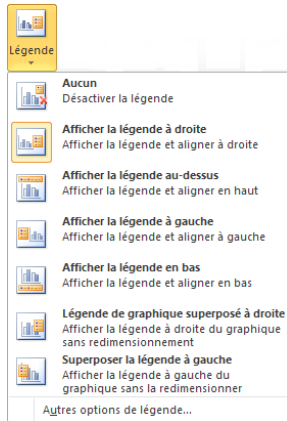 Légende
Aucun
Désactiver la légende
Afficher la légende à droite
Afficher la légende et aligner à droite
Afficher la légende au-dessus
Afficher la légende et aligner en haut
Afficher la légende à gauche
Afficher la légende et aligner à gauche
Afficher la légende en bas
Afficher la légende et aligner en bas
Légende de graphique superposé à droite
Afficher la légende à droite du graphique
sans redimensionnement
Superposer la légende à gauche
Afficher la légende à gauche du
graphique sans la redimensionner
Autres options de légende...